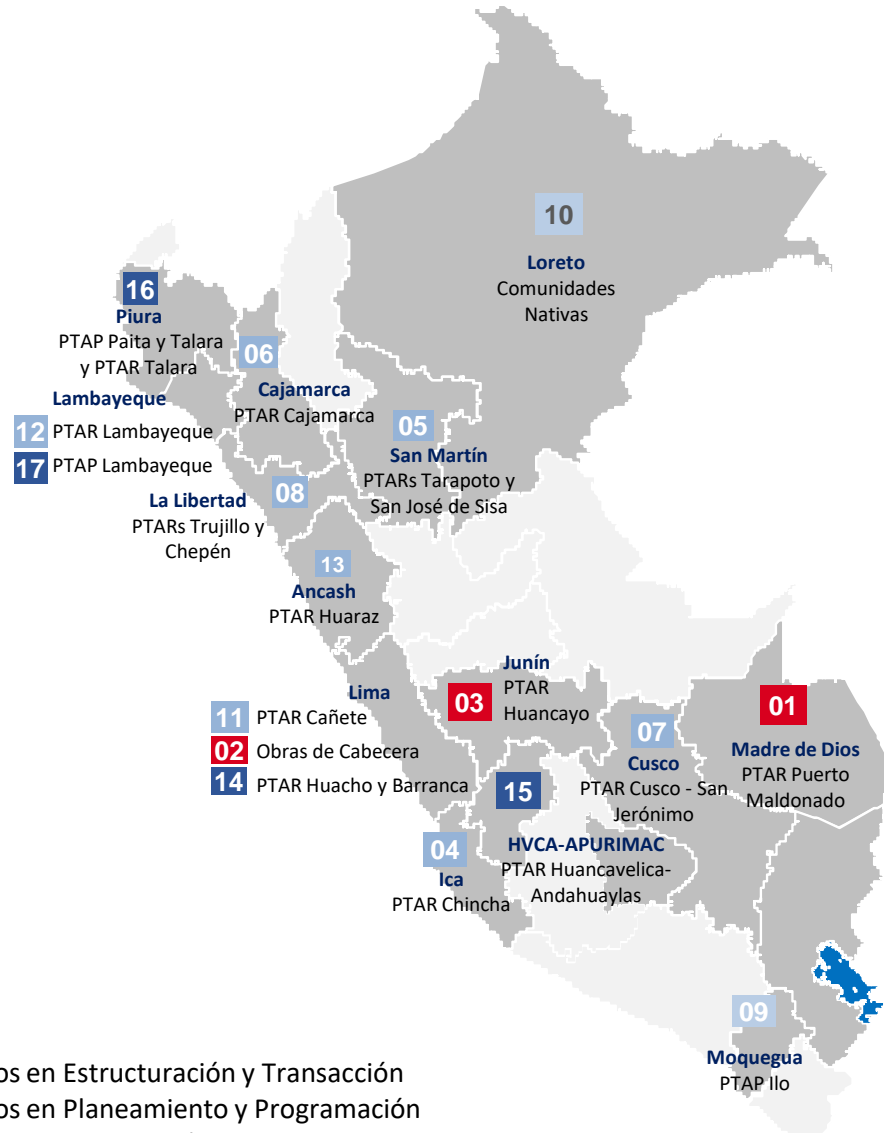 10
Loreto
Comunidades
Nativas
16
Piura
PTAP Paita y Talara
y PTAR Talara
06
Cajamarca
PTAR Cajamarca
Lambayeque
12 PTAR Lambayeque
17 PTAP Lambayeque
05
San Martín
PTARs Tarapoto y
San José de Sisa
08
La Libertad
PTARs Trujillo y
Chepén
13
Ancash
PTAR Huaraz
Lima
11 PTAR Cañete
02 Obras de Cabecera
14 PTAR Huacho y Barranca
03
Junín
PTAR
Huancayo
01
Madre de Dios
PTAR Puerto
Maldonado
07
Cusco
PTAR Cusco - San
Jerónimo
15
HVCA-APURIMAC
PTAR Huancavelica-
Andahuaylas
04
Ica
PTAR Chincha
09
Moquegua
PTAP Ilo
os en Estructuración y Transacción
os en Planeamiento y Programación